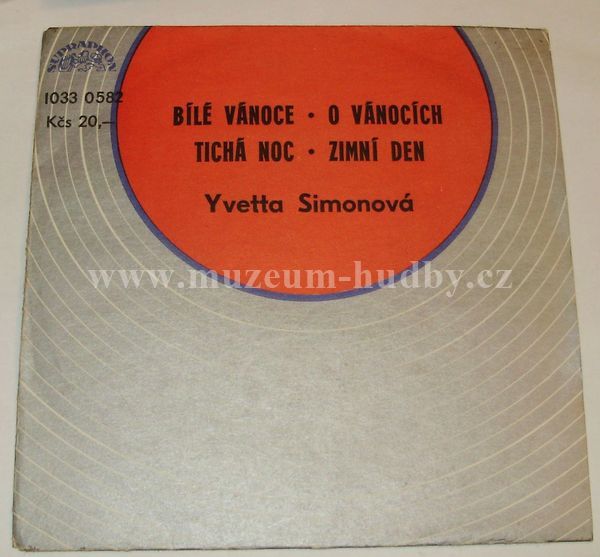 SUPRAPHON
1033 0582
Kčs 20,—
BÍLÉ VÁNOCE · O VÁNOCÍCH
TICHÁ NOC · ZIMNÍ DEN
Yvetta Simonová
www.muzeum-hudby.cz